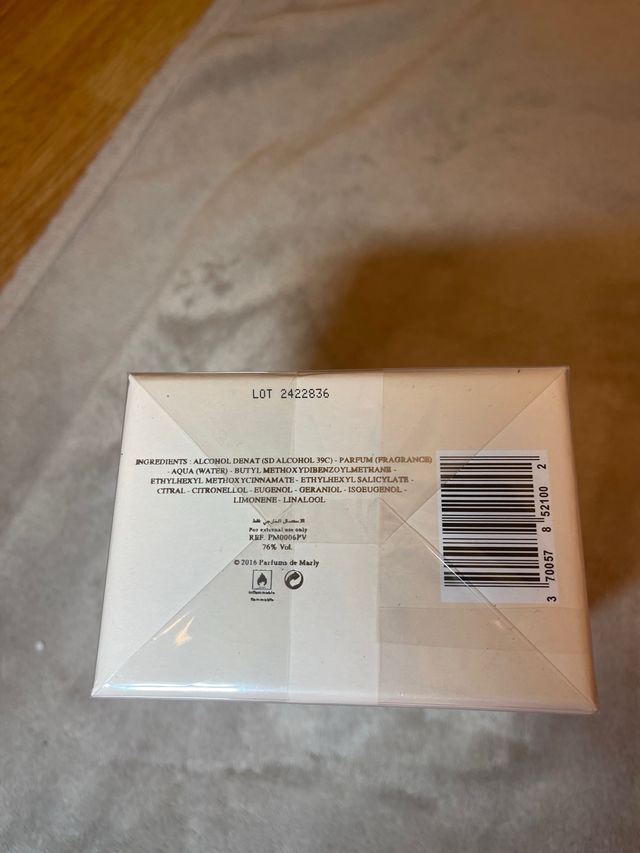 LOT 2422836
INGREDIENTS : ALCOHOL DENAT (SD ALCOHOL 39C) - PARFUM (FRAGRANCE)
- AQUA (WATER) - BUTYL METHOXYDIBENZOYLMETHANE -
ETHYLHEXYL METHOXYCINNAMATE - ETHYLHEXYL SALICYLATE -
CITRAL - CITRONELLOL - EUGENOL - GERANIOL - ISOEUGENOL -
LIMONENE - LINALOOL
For external use only
REF. PM0006PV
76% Vol.
© 2016 Parfums de Marly
3 70057 8 52100 2